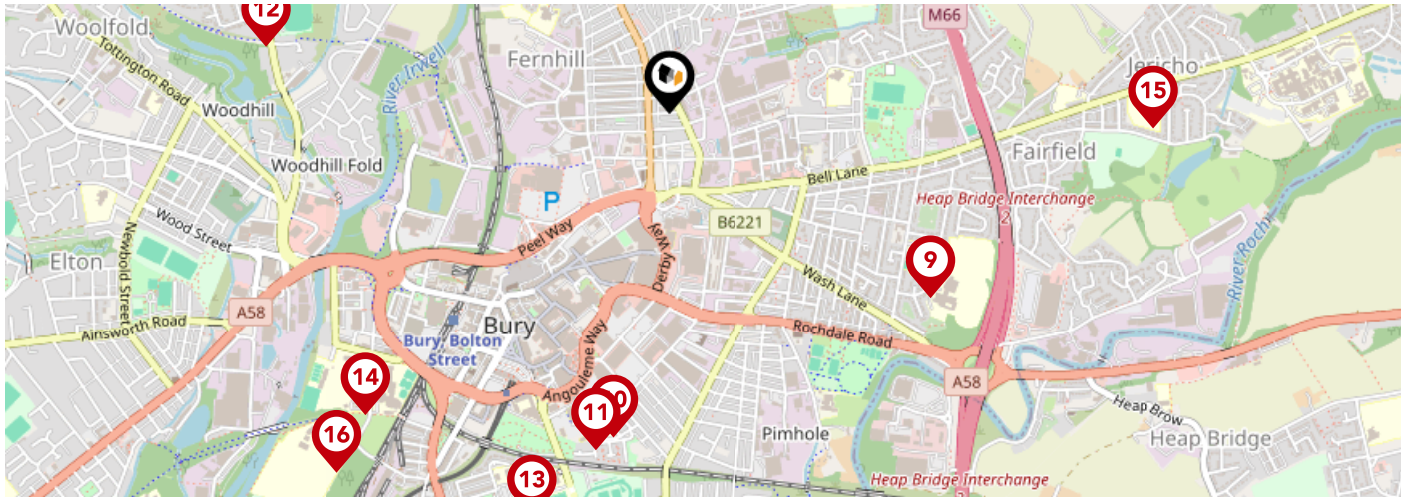 12
Woolfold
M66
Tottington Road
River Irwell
Fernhill
Jericho
15
Woodhill
Woodhill Fold
Fairfield
Bell Lane
Heap Bridge Interchange
2
P
B6221
Wood Street
Peel Way
Derby Way
Elton
Newbold Street
9
Wash Lane
River Roch
A58
Ainsworth Road
Bury
Rochdale Road
Bury, Bolton
Street
Angouleme Way
14
A58
11
0
Heap Brow
16
Pimhole
Heap Bridge
13
Heap Bridge Interchange
2